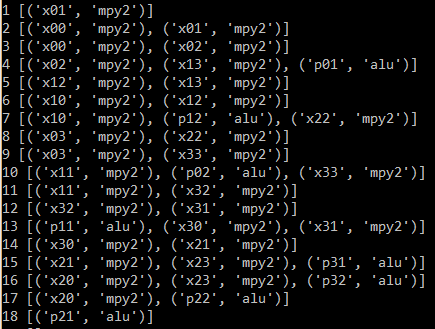 1 [('x01', 'mpy2')]
2 [('x00', 'mpy2'), ('x01', 'mpy2')]
3 [('x00', 'mpy2'), ('x02', 'mpy2')]
4 [('x02', 'mpy2'), ('x13', 'mpy2'), ('p01', 'alu')]
5 [('x12', 'mpy2'), ('x13', 'mpy2')]
6 [('x10', 'mpy2'), ('x12', 'mpy2')]
7 [('x10', 'mpy2'), ('p12', 'alu'), ('x22', 'mpy2')]
8 [('x03', 'mpy2'), ('x22', 'mpy2')]
9 [('x03', 'mpy2'), ('x33', 'mpy2')]
10 [('x11', 'mpy2'), ('p02', 'alu'), ('x33', 'mpy2')]
11 [('x11', 'mpy2'), ('x32', 'mpy2')]
12 [('x32', 'mpy2'), ('x31', 'mpy2')]
13 [('p11', 'alu'), ('x30', 'mpy2'), ('x31', 'mpy2')]
14 [('x30', 'mpy2'), ('x21', 'mpy2')]
15 [('x21', 'mpy2'), ('x23', 'mpy2'), ('p31', 'alu')]
16 [('x20', 'mpy2'), ('x23', 'mpy2'), ('p32', 'alu')]
17 [('x20', 'mpy2'), ('p22', 'alu')]
18 [('p21', 'alu')]